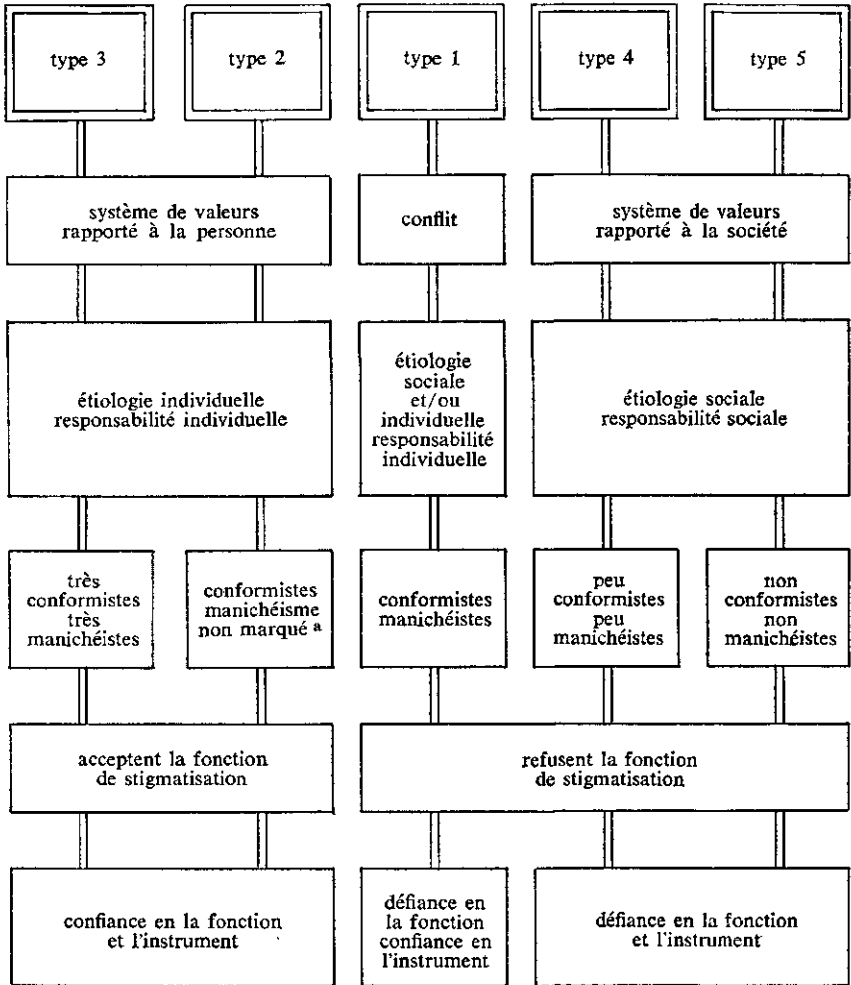 type 3
type 2
type 1
type 4
type 5
système de valeurs
rapporté à la personne
conflit
système de valeurs
rapporté à la société
étiologie individuelle
responsabilité individuelle
étiologie
sociale
et/ou
individuelle
responsabilité
individuelle
étiologie sociale
responsabilité sociale
très
conformistes
très
manichéistes
conformistes
manichéisme
non marqué a
conformistes
manichéistes
peu
conformistes
peu
manichéistes
non
conformistes
non
manichéistes
acceptent la fonction
de stigmatisation
refusent la fonction
de stigmatisation
confiance en la fonction
et l'instrument
défiance en
la fonction
confiance en
l'instrument
défiance en la fonction
et l'instrument